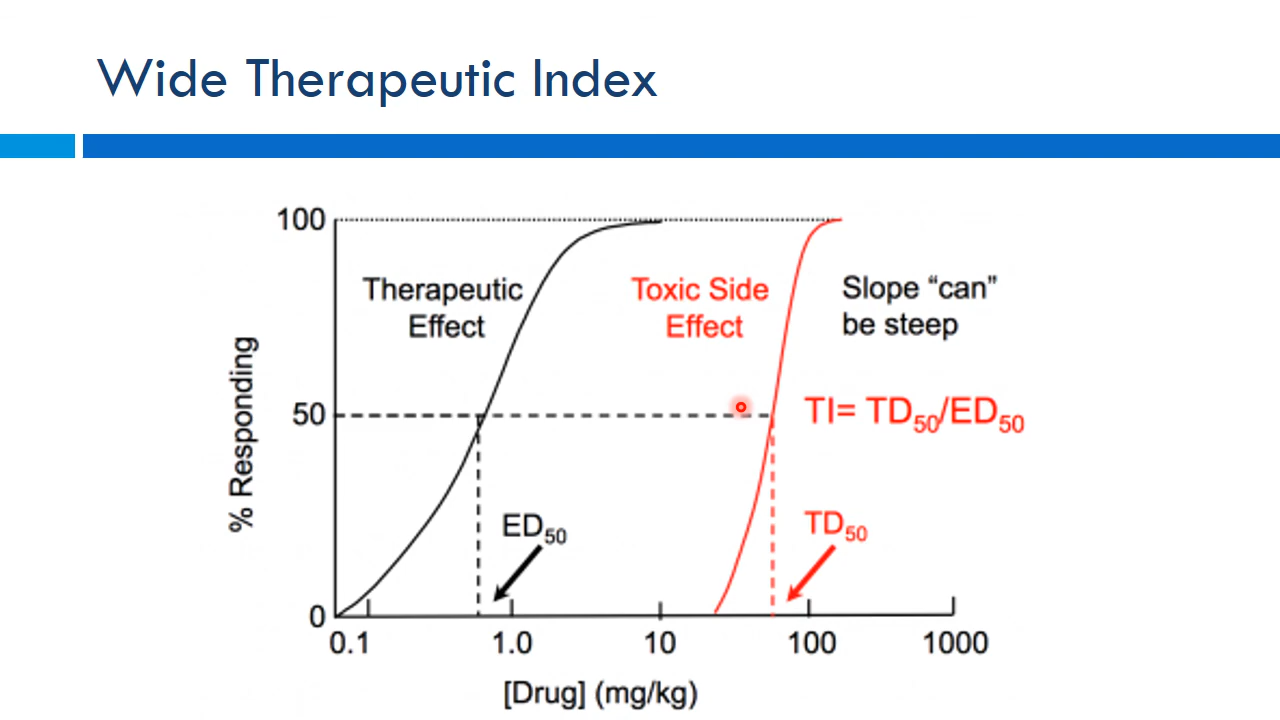 Wide Therapeutic Index
100
Therapeutic
Effect
Toxic Side
Effect
Slope “can”
be steep
% Responding
50
TI= TD50/ED50
ED50
TD50
0
0.1 1.0 10 100 1000
[Drug] (mg/kg)